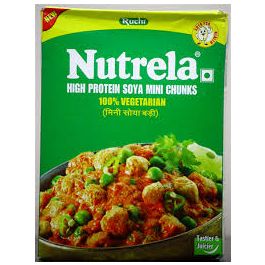 NEW
Ruchi
Nutrela
HIGH PROTEIN SOYA MINI CHUNKS
100% VEGETARIAN
(मिनी सोया बड़ी)
Tastier &
Juicier